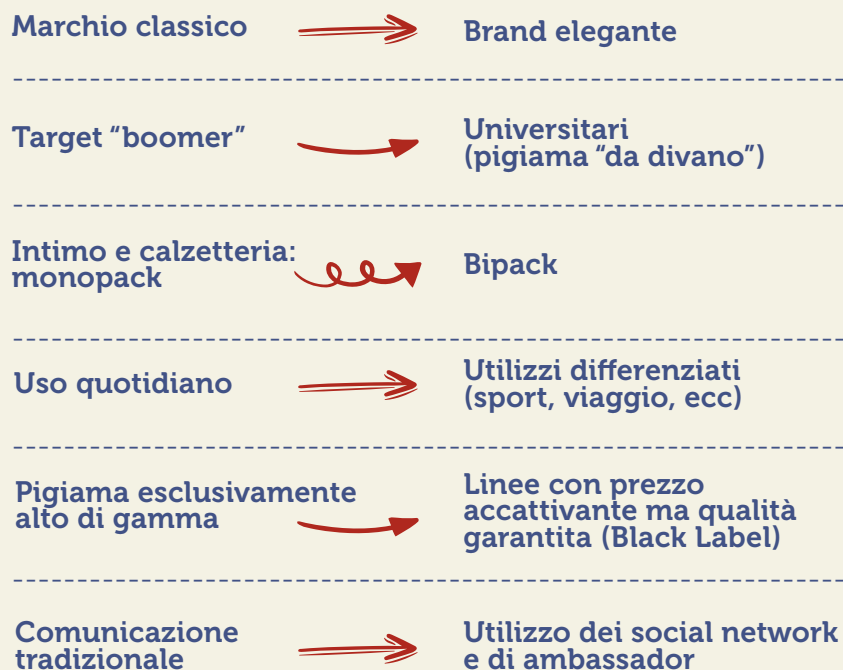 Marchio classico
Brand elegante
Target “boomer”
Universitari
(pigiama “da divano”)
Intimo e calzetteria:
monopack
Bipack
Uso quotidiano
Utilizzi differenziati
(sport, viaggio, ecc)
Pigiama esclusivamente
alto di gamma
Linee con prezzo
accattivante ma qualità
garantita (Black Label)
Comunicazione
tradizionale
Utilizzo dei social network
e di ambassador